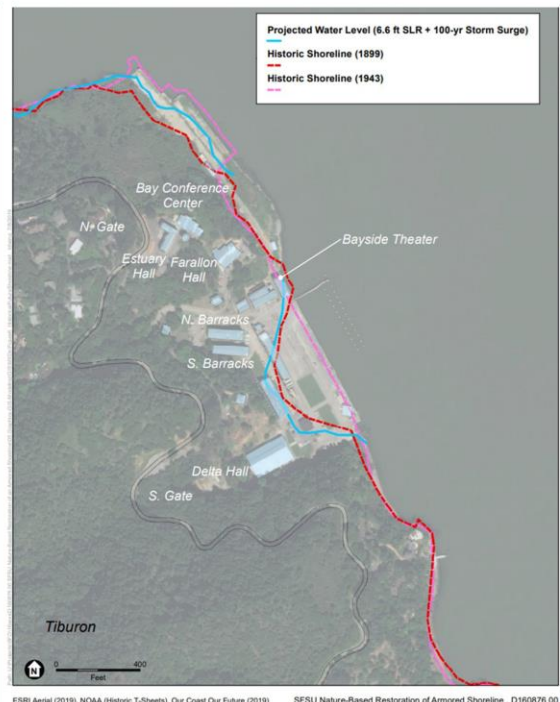 Projected Water Level (6.6 ft SLR + 100-yr Storm Surge)
Historic Shoreline (1899)
Historic Shoreline (1943)
Bay Conference
Center
N. Gate
Estuary
Hall
Farallon
Hall
Bayside Theater
N. Barracks
S. Barracks
Delta Hall
S. Gate
Tiburon
N
0 400
Feet
ESRI Aerial (2019), NOAA (Historic T-Sheets), Our Coast Our Future (2019)
SFSU Nature-Based Restoration of Armored Shoreline. D160876.00